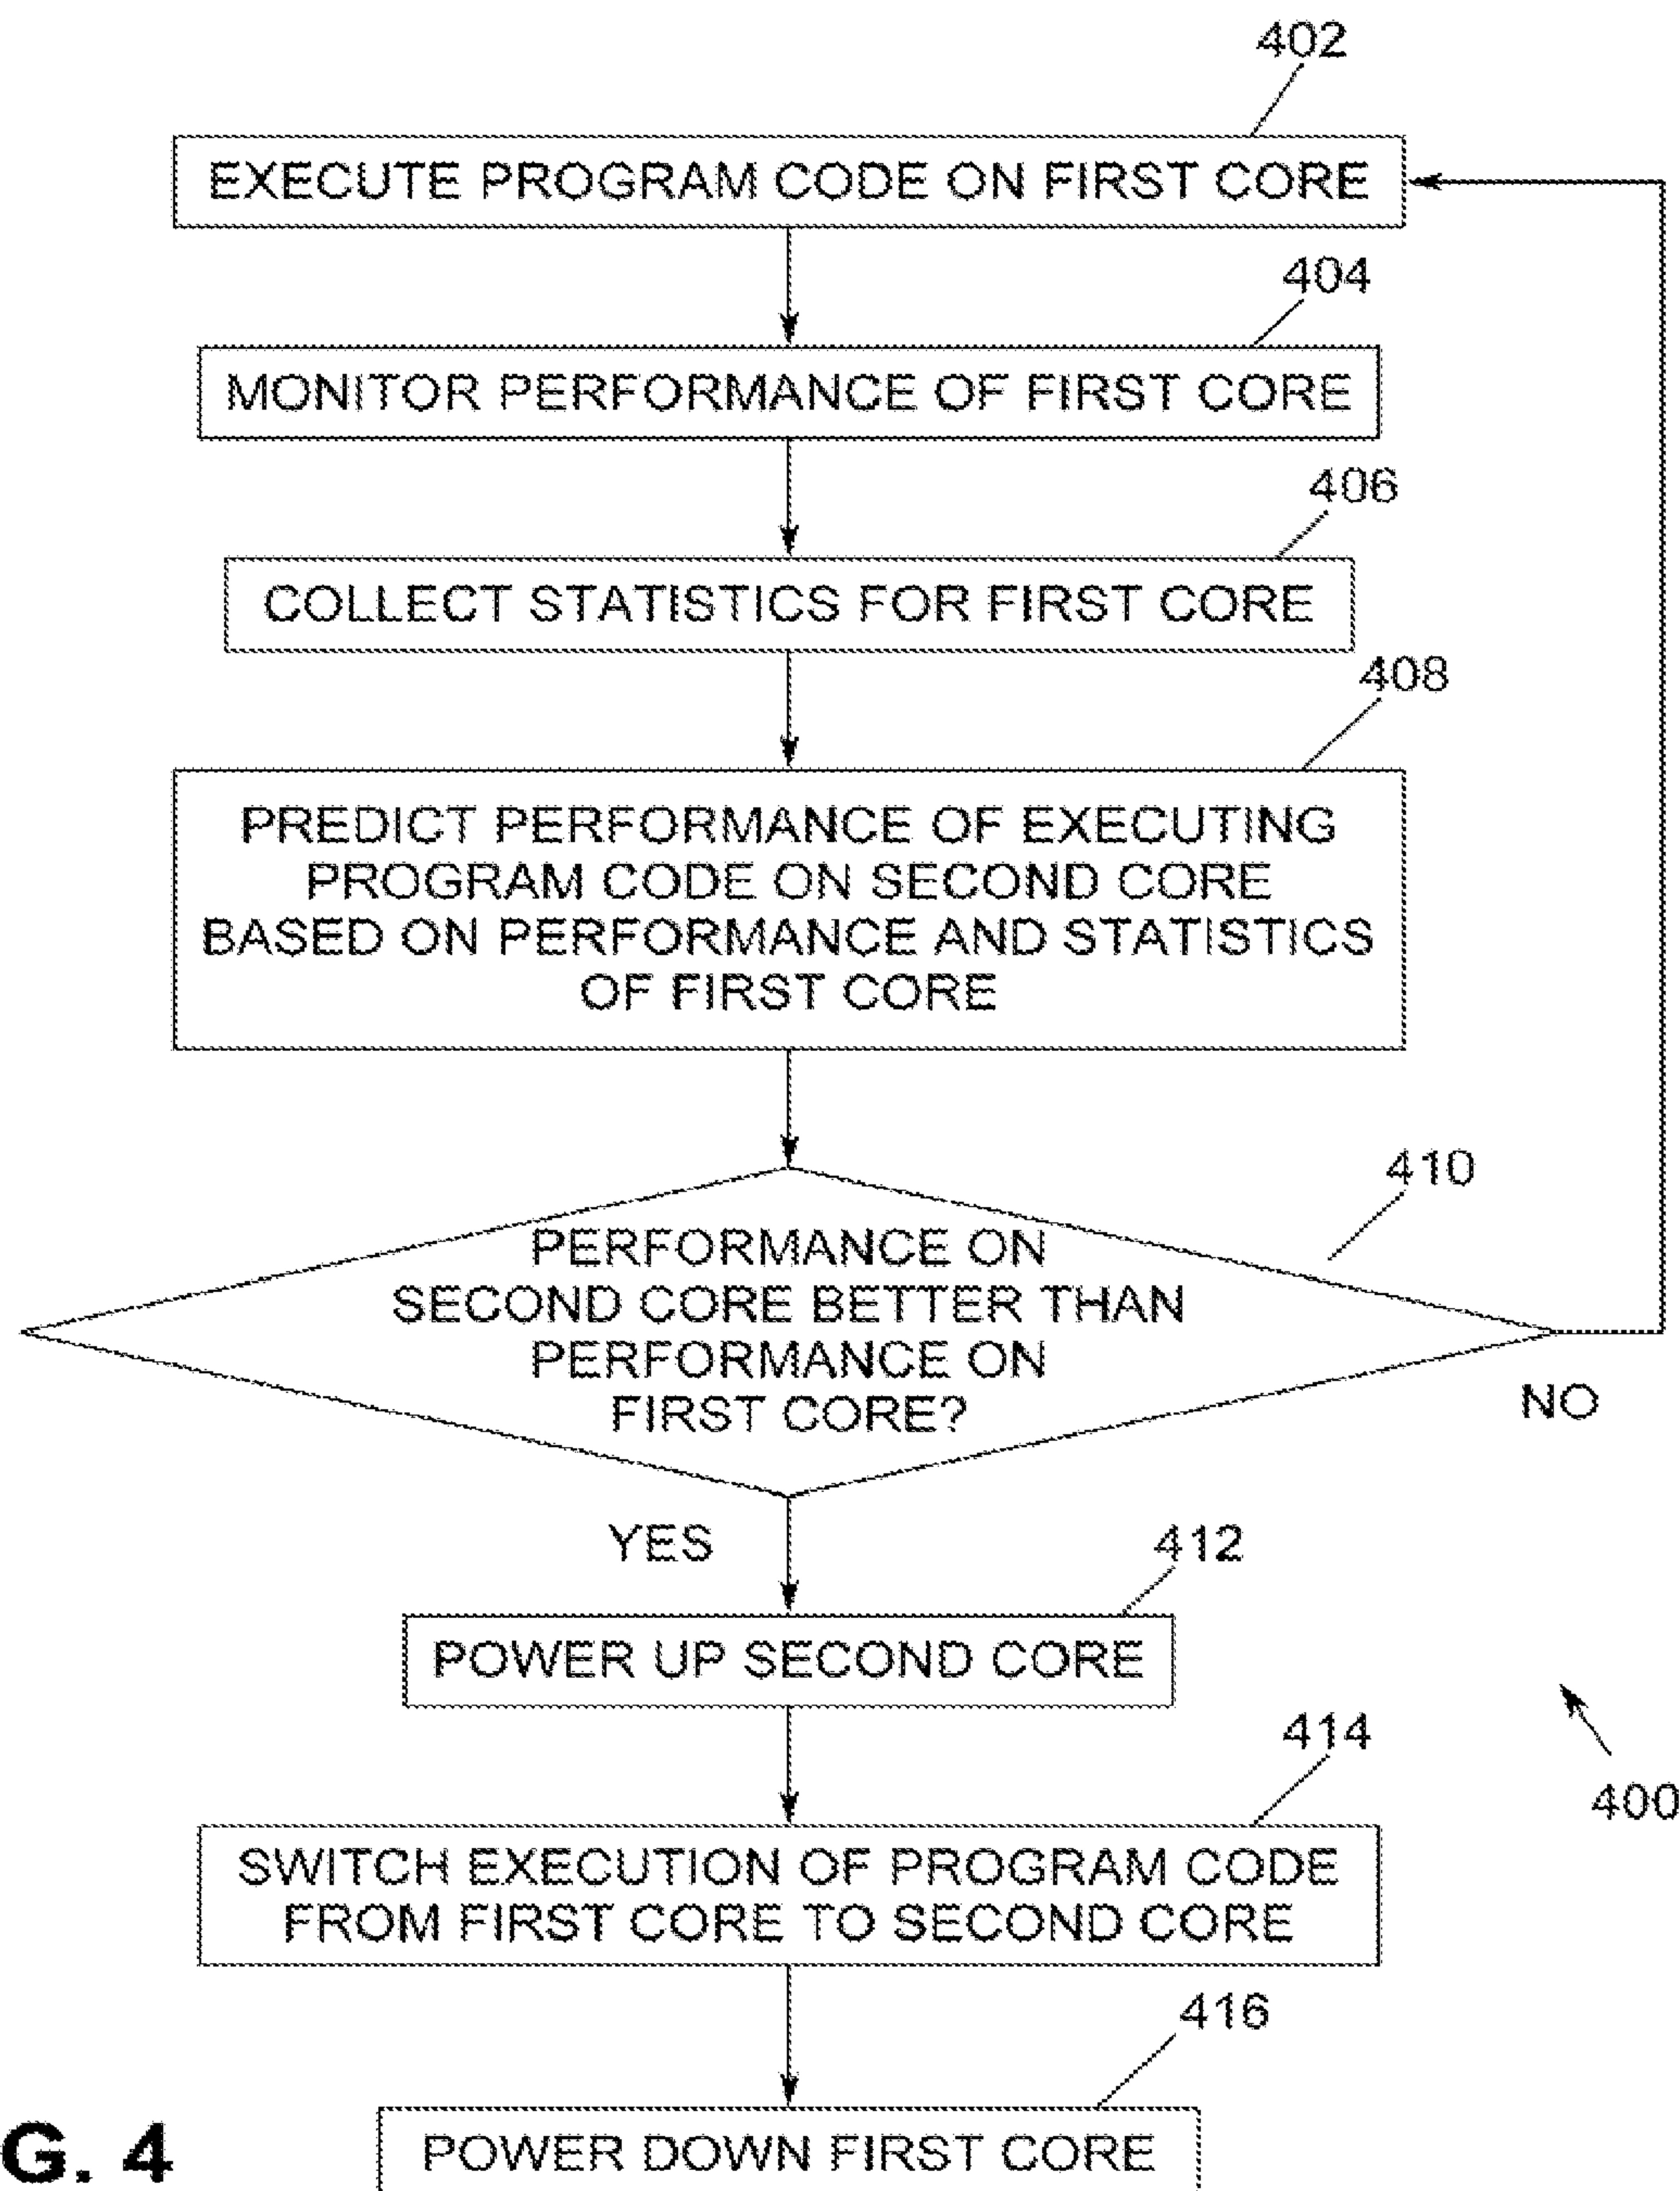 402
EXECUTE PROGRAM CODE ON FIRST CORE
404
MONITOR PERFORMANCE OF FIRST CORE
406
COLLECT STATISTICS FOR FIRST CORE
408
PREDICT PERFORMANCE OF EXECUTING
PROGRAM CODE ON SECOND CORE
BASED ON PERFORMANCE AND STATISTICS
OF FIRST CORE
410
PERFORMANCE ON
SECOND CORE BETTER THAN
PERFORMANCE ON
FIRST CORE?
NO
YES
412
POWER UP SECOND CORE
414
400
SWITCH EXECUTION OF PROGRAM CODE
FROM FIRST CORE TO SECOND CORE
416
POWER DOWN FIRST CORE
G. 4